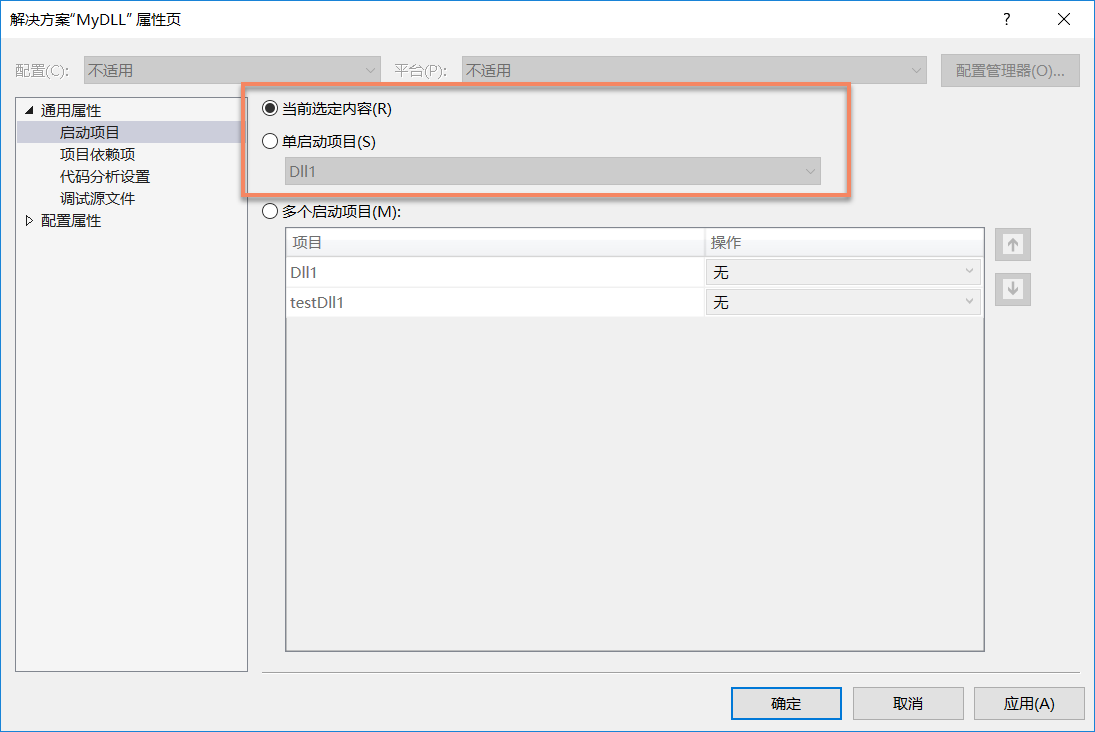 解决方案“MyDLL” 属性页
?
配置(C): 不适用 平台(P): 不适用 配置管理器(O)...
通用属性
启动项目
项目依赖项
代码分析设置
调试源文件
配置属性
当前选定内容(R)
单启动项目(S)
Dll1
多个启动项目(M):
项目 操作
Dll1 无
testDll1 无
确定 取消 应用(A)